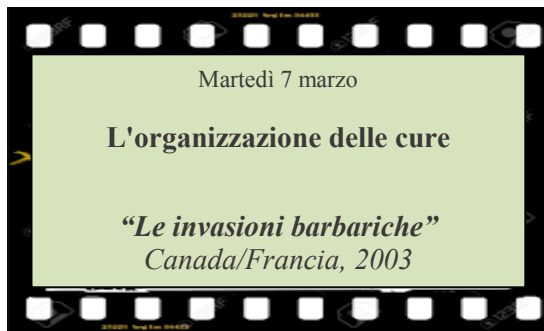 Martedì 7 marzo
L'organizzazione delle cure
“Le invasioni barbariche”
Canada/Francia, 2003